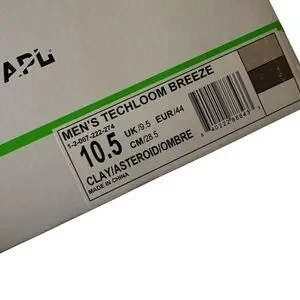 APL
MEN'S TECHLOOM BREEZE
1-2-007-222-274
10.5 UK/9.5 EUR/44
CM/28.5
CLAY/ASTEROID/OMBRE
MADE IN CHINA